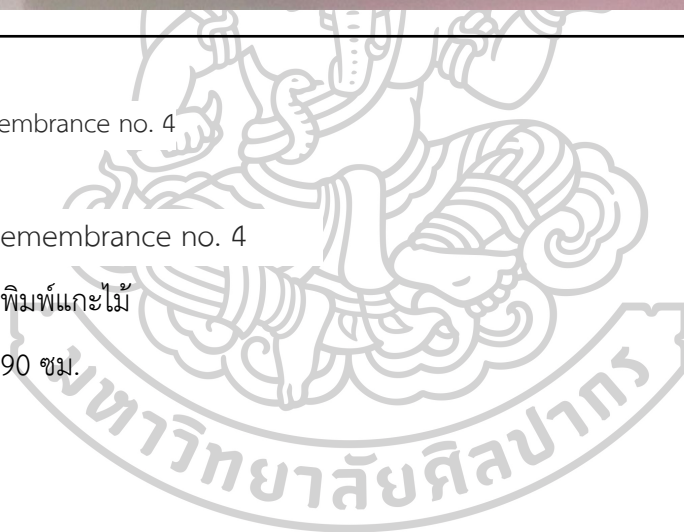 embrance no. 4
emembrance no. 4
พิมพ์แกะไม้
90 ซม.
มหาวิทยาลัยศิลปากร